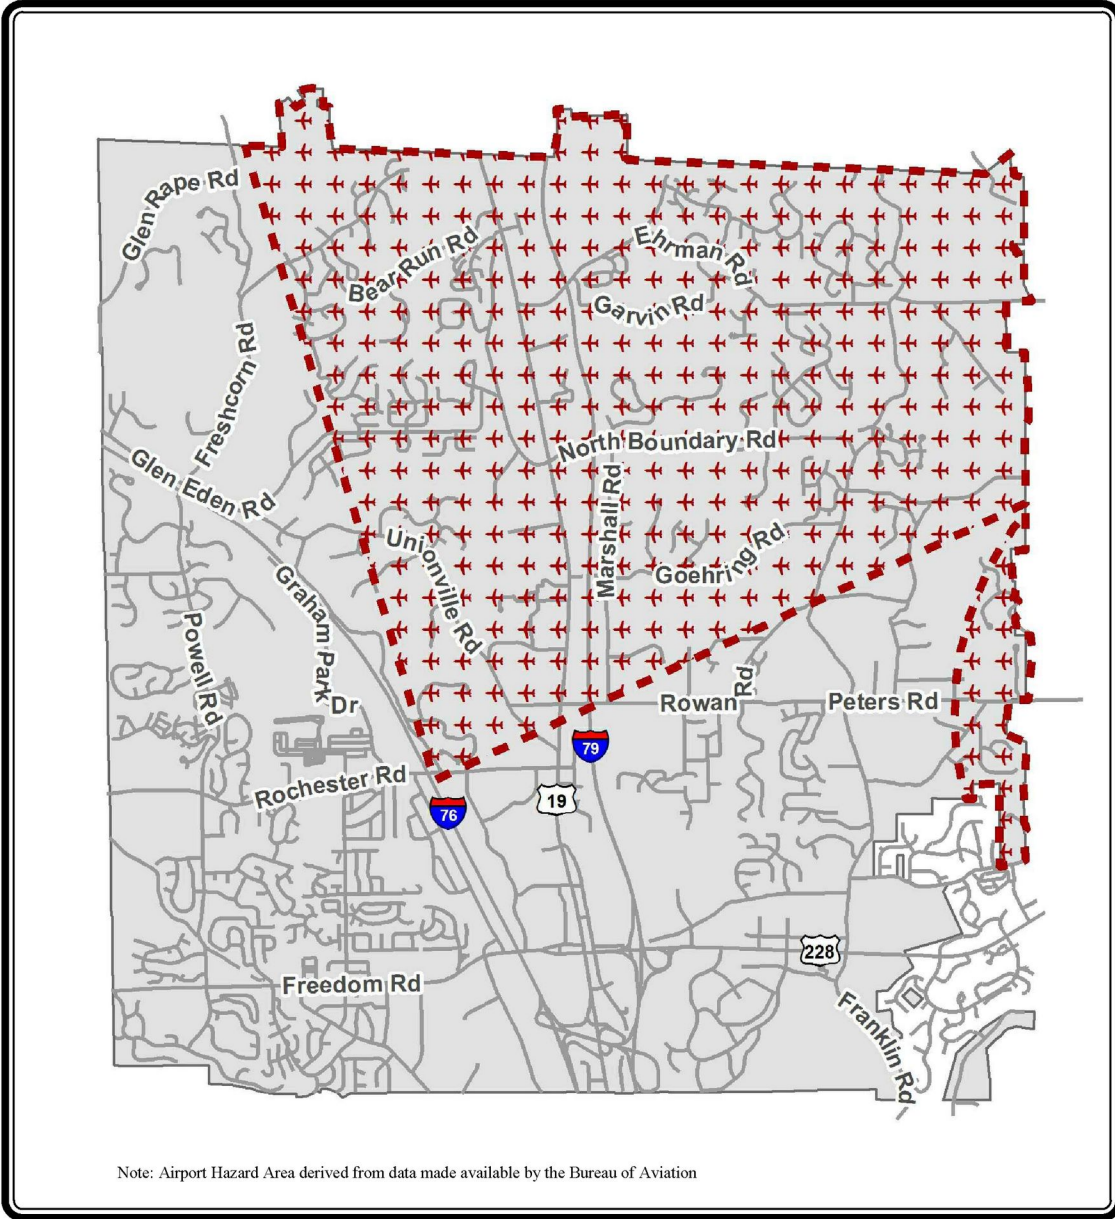 Glen Rape Rd
Ehrman Rd
Bear Run Rd
Garvin Rd
Freshcorn Rd
North Boundary Rd
Glen Eden Rd
Marshall Rd
Unionville Rd
Goehring Rd
Graham Park Dr
Powell Rd
Rowan Rd
Peters Rd
79
Rochester Rd
19
76
228
Freedom Rd
Franklin Rd
Note: Airport Hazard Area derived from data made available by the Bureau of Aviation